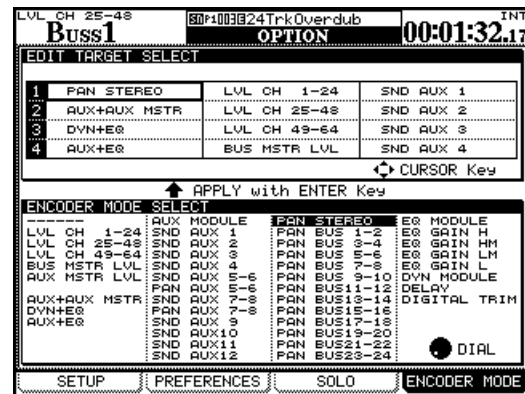 LVL CH 25-48
Buss1
24TrkOverdub
OPTION
INT
00:01:32.17
EDIT TARGET SELECT
1 PAN STEREO LVL CH 1-24 SND AUX 1
2 AUX+AUX MSTR LVL CH 25-48 SND AUX 2
3 DYN+EQ LVL CH 49-64 SND AUX 3
4 AUX+EQ BUS MSTR LVL SND AUX 4
CURSOR Key
APPLY with ENTER Key
ENCODER MODE SELECT
------ AUX MODULE PAN STEREO EQ MODULE
LVL CH 1-24 SND AUX 1 PAN BUS 1-2 EQ GAIN H
LVL CH 25-48 SND AUX 2 PAN BUS 3-4 EQ GAIN HM
LVL CH 49-64 SND AUX 3 PAN BUS 5-6 EQ GAIN LM
BUS MSTR LVL SND AUX 4 PAN BUS 7-8 EQ GAIN L
AUX MSTR LVL SND AUX 5-6 PAN BUS 9-10 DYN MODULE
PAN AUX 5-6 PAN BUS11-12 DELAY
AUX+AUX MSTR SND AUX 7-8 PAN BUS13-14 DIGITAL TRIM
DYN+EQ PAN AUX 7-8 PAN BUS15-16
AUX+EQ SND AUX 9 PAN BUS17-18
SND AUX10 PAN BUS19-20
SND AUX11 PAN BUS21-22
SND AUX12 PAN BUS23-24
DIAL
SETUP PREFERENCES SOLO ENCODER MODE